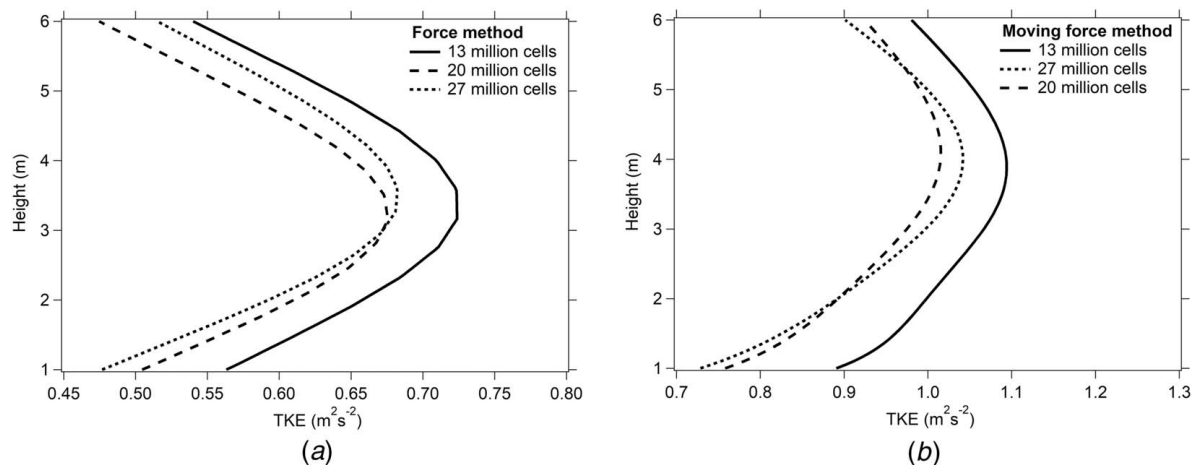 6
5
4
3
2
1
Height (m)
Force method
13 million cells
20 million cells
27 million cells
0.45 0.50 0.55 0.60 0.65 0.70 0.75 0.80
TKE (m²s⁻²)
(a)
6
5
4
3
2
1
Height (m)
Moving force method
13 million cells
27 million cells
20 million cells
0.7 0.8 0.9 1.0 1.1 1.2 1.3
TKE (m²s⁻²)
(b)